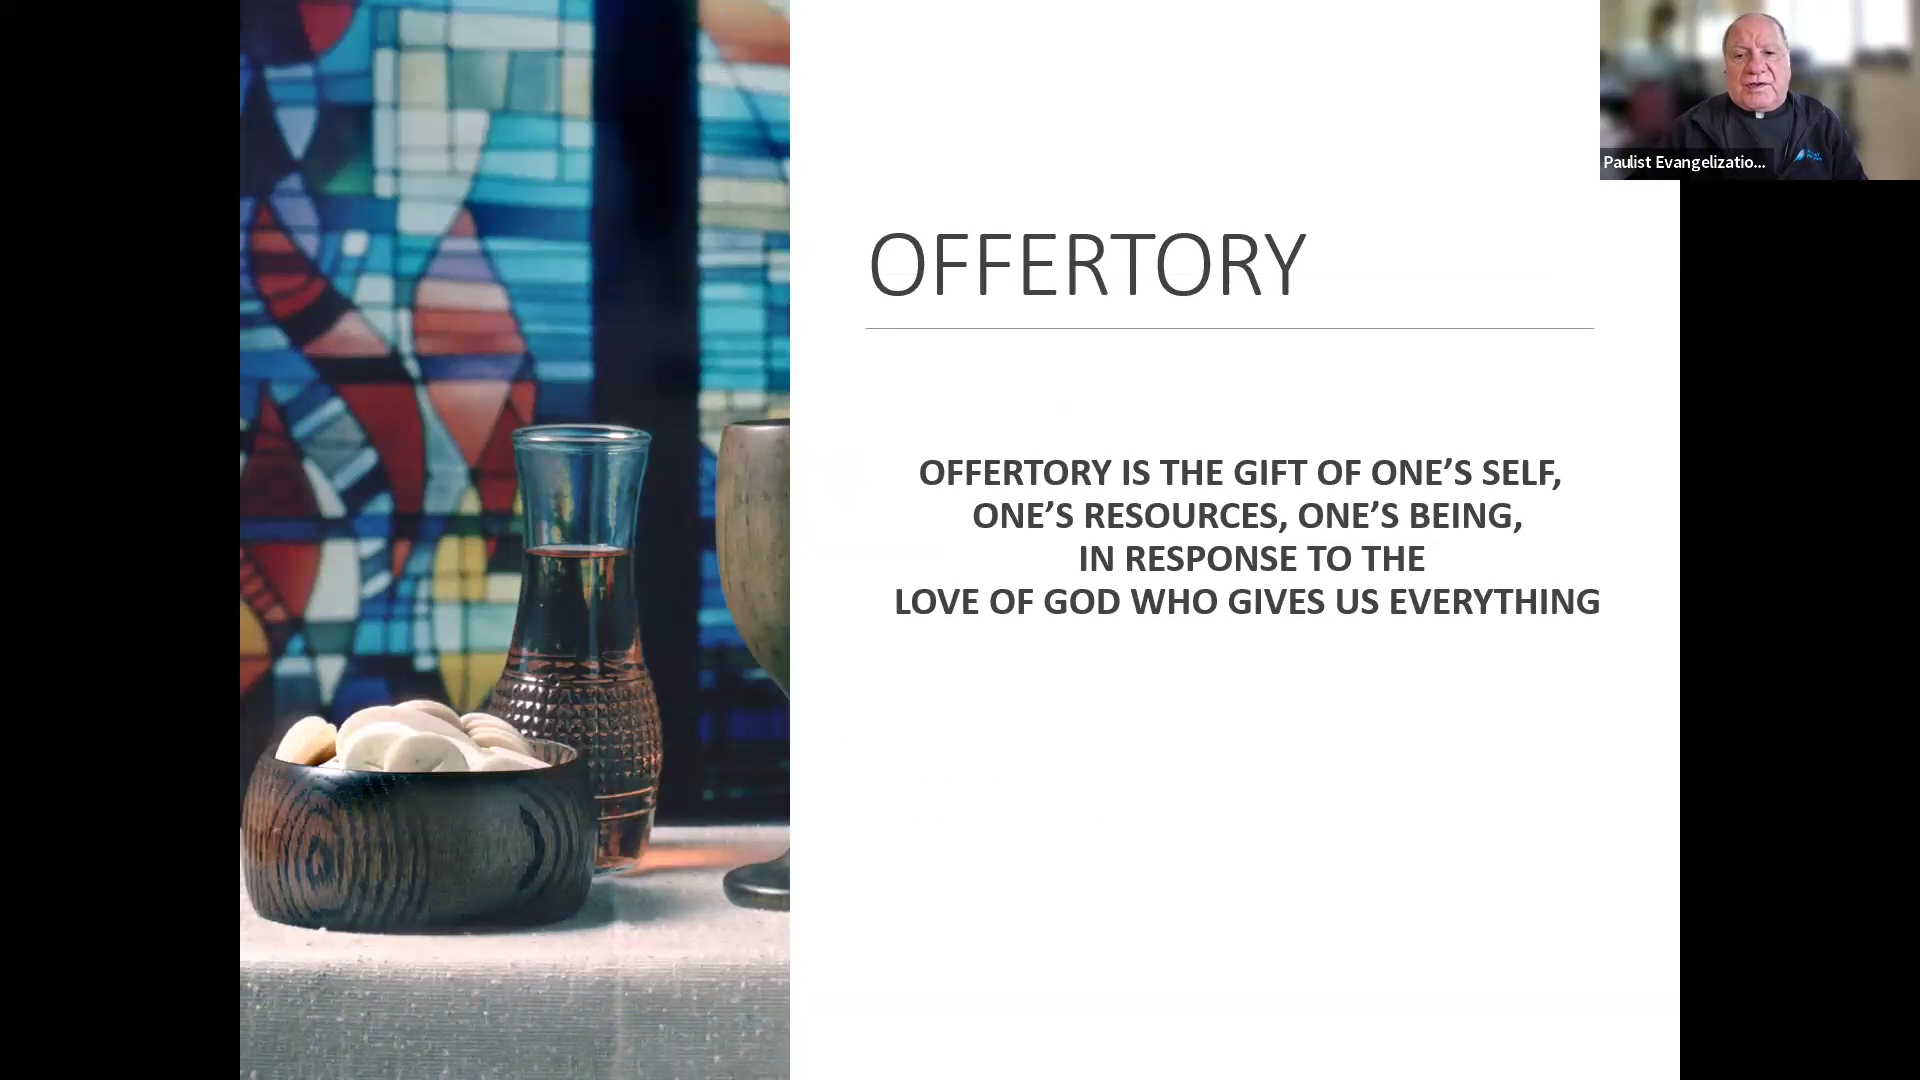 OFFERTORY
OFFERTORY IS THE GIFT OF ONE’S SELF,
ONE’S RESOURCES, ONE’S BEING,
IN RESPONSE TO THE
LOVE OF GOD WHO GIVES US EVERYTHING
Paulist Evangelizatio...